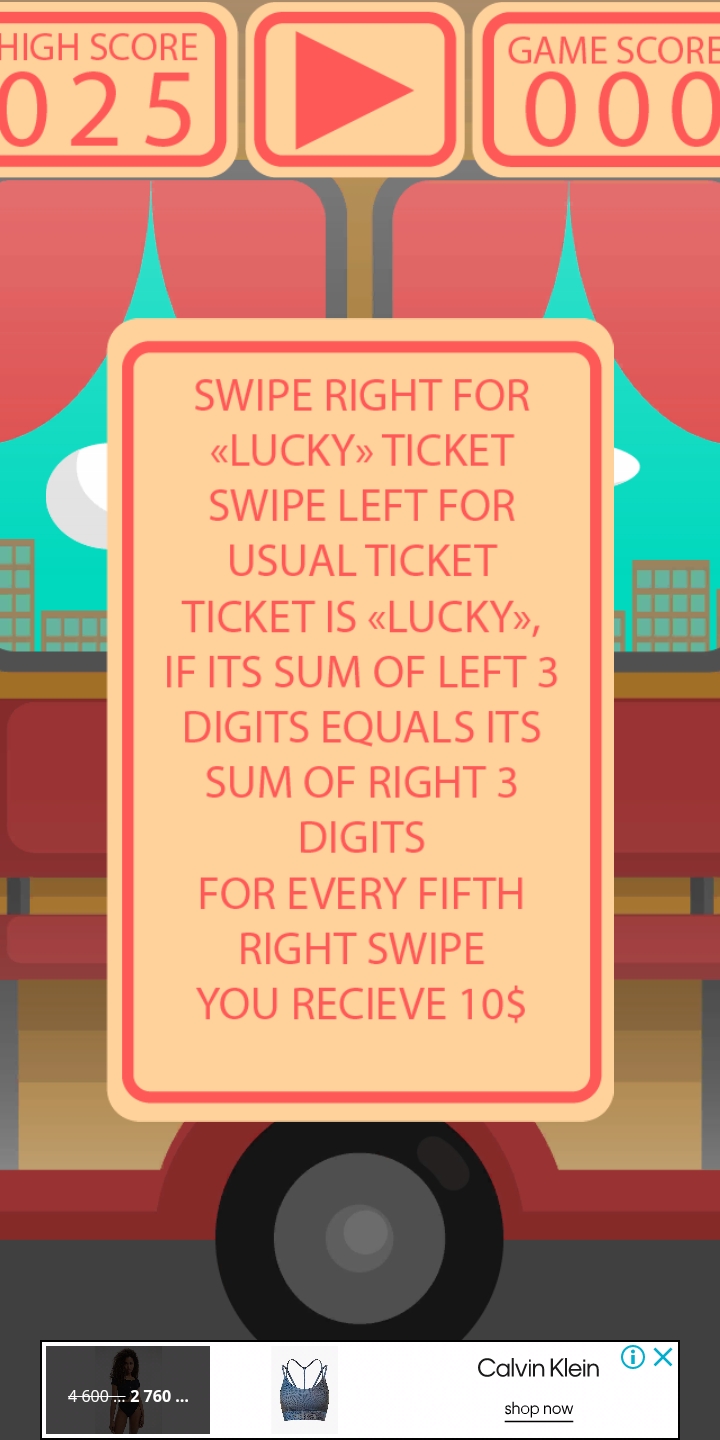 HIGH SCORE
025
GAME SCORE
000
SWIPE RIGHT FOR
«LUCKY» TICKET
SWIPE LEFT FOR
USUAL TICKET
TICKET IS «LUCKY»,
IF ITS SUM OF LEFT 3
DIGITS EQUALS ITS
SUM OF RIGHT 3
DIGITS
FOR EVERY FIFTH
RIGHT SWIPE
YOU RECIEVE 10$
4 600 ... 2 760 ...
Calvin Klein
shop now